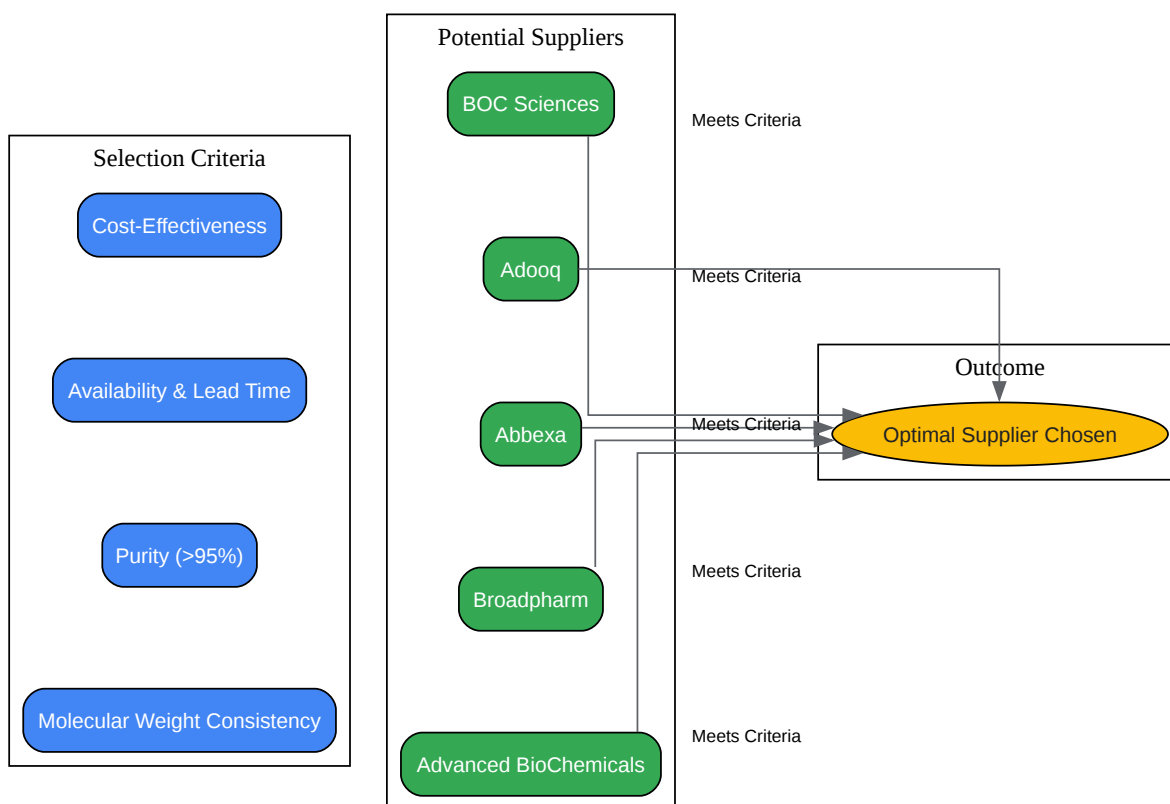 Selection Criteria
Cost-Effectiveness
Availability & Lead Time
Purity (>95%)
Molecular Weight Consistency
Potential Suppliers
BOC Sciences
Adooq
Abbexa
Broadpharm
Advanced BioChemicals
Meets Criteria
Meets Criteria
Meets Criteria
Meets Criteria
Meets Criteria
Outcome
Optimal Supplier Chosen